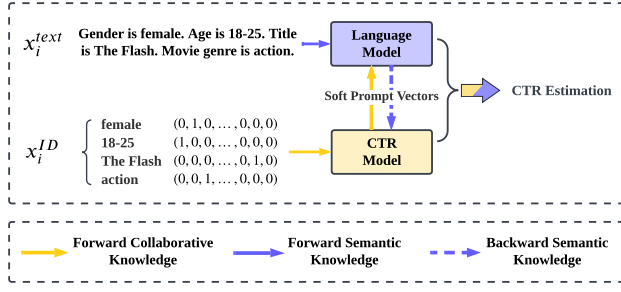 x_i^{text} Gender is female. Age is 18-25. Title
is The Flash. Movie genre is action.
Language
Model
Soft Prompt Vectors
CTR Estimation
x_i^{ID}
female (0, 1, 0, … , 0, 0, 0)
18-25 (1, 0, 0, … , 0, 0, 0)
The Flash (0, 0, 0, … , 0, 1, 0)
action (0, 0, 1, … , 0, 0, 0)
CTR
Model
Forward Collaborative
Knowledge
Forward Semantic
Knowledge
Backward Semantic
Knowledge